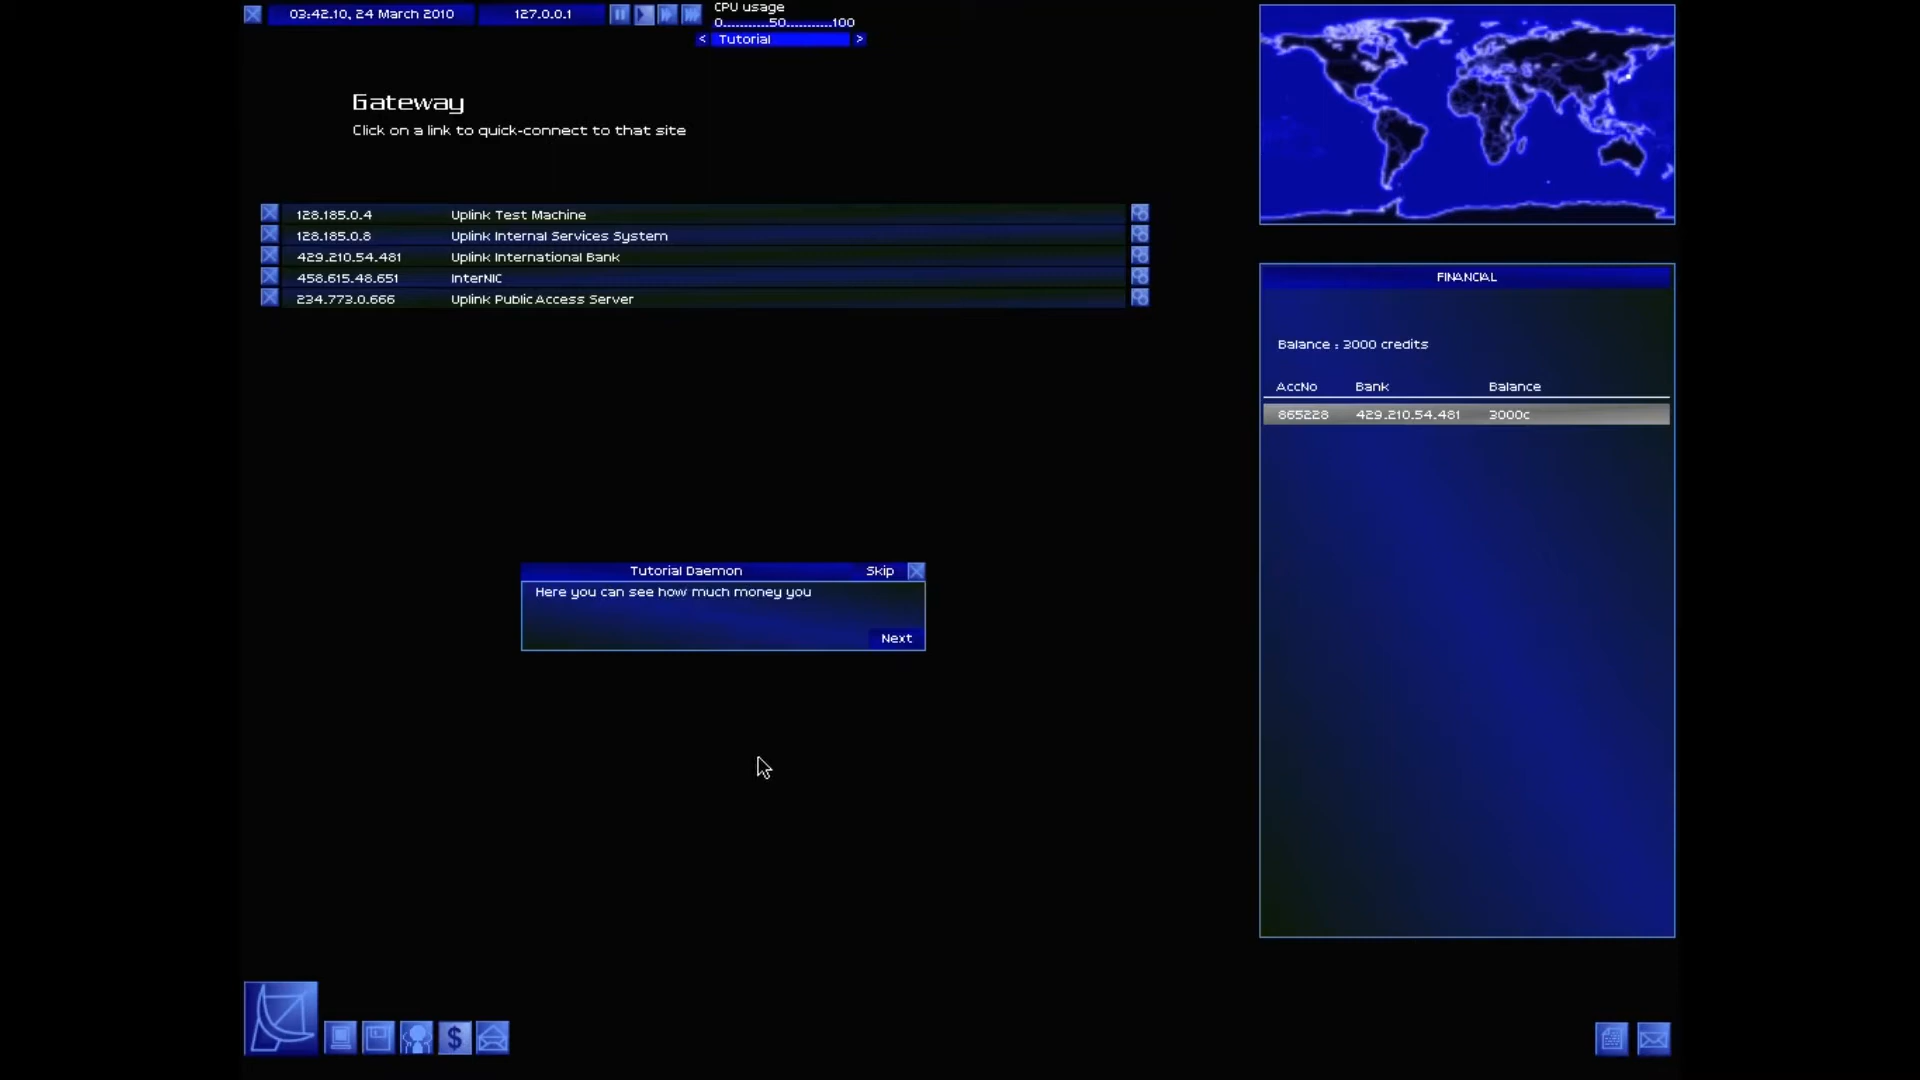 03:42.10, 24 March 2010
127.0.0.1
CPU usage
0..........50..........100
< Tutorial >
Gateway
Click on a link to quick-connect to that site
128.185.0.4 Uplink Test Machine
128.185.0.8 Uplink Internal Services System
429.210.54.481 Uplink International Bank
458.615.48.651 InterNIC
234.773.0.666 Uplink Public Access Server
FINANCIAL
Balance : 3000 credits
AccNo Bank Balance
865228 429.210.54.481 3000c
Tutorial Daemon Skip
Here you can see how much money you
Next
$